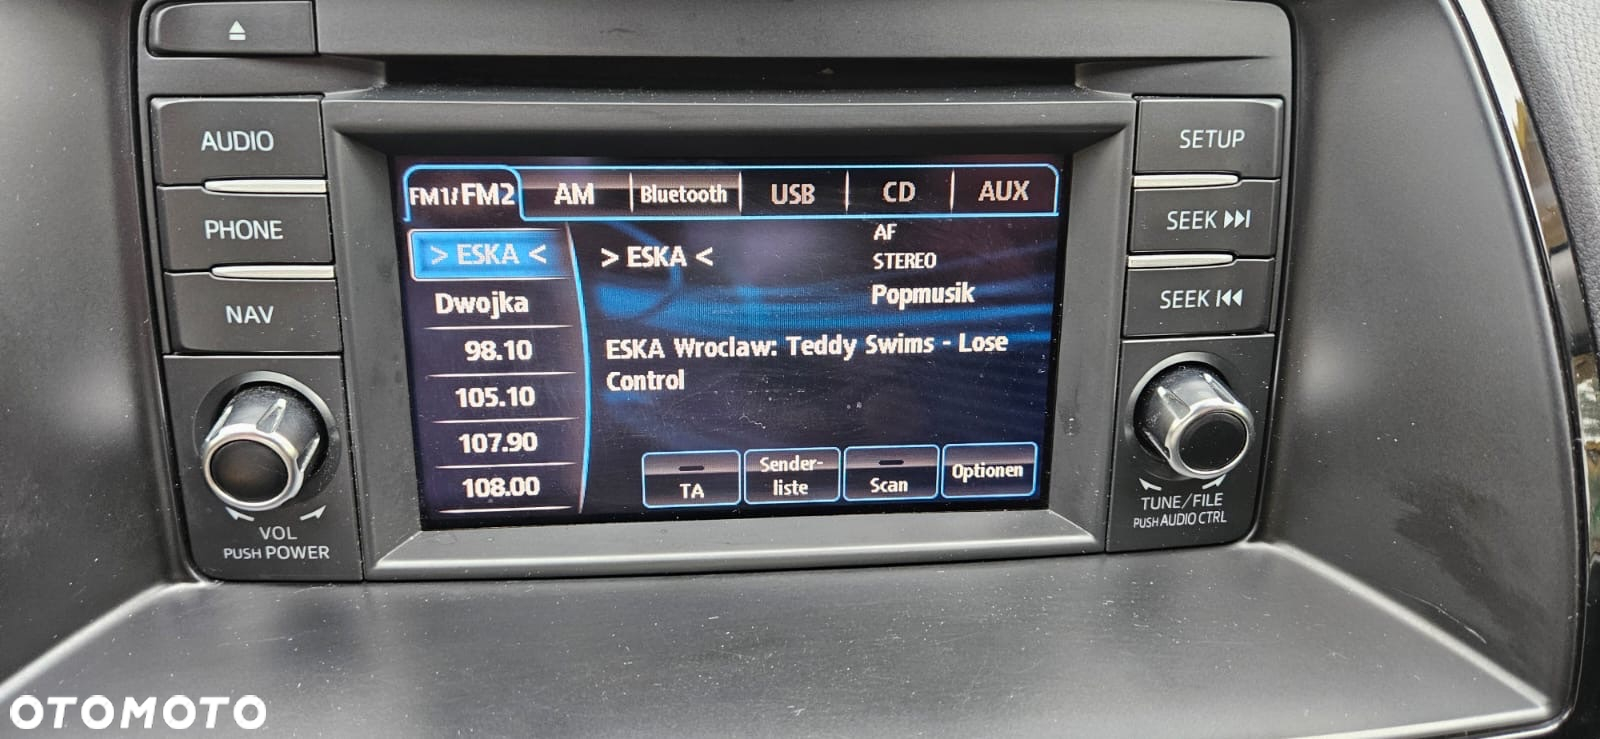 AUDIO
PHONE
NAV
VOL
PUSH POWER
FM1/FM2 AM Bluetooth USB CD AUX
> ESKA <
Dwojka
98.10
105.10
107.90
108.00
> ESKA <
AF
STEREO
Popmusik
ESKA Wroclaw: Teddy Swims - Lose
Control
TA
Sender-
liste
Scan
Optionen
SETUP
SEEK
SEEK
TUNE/FILE
PUSH AUDIO CTRL
OTOMOTO